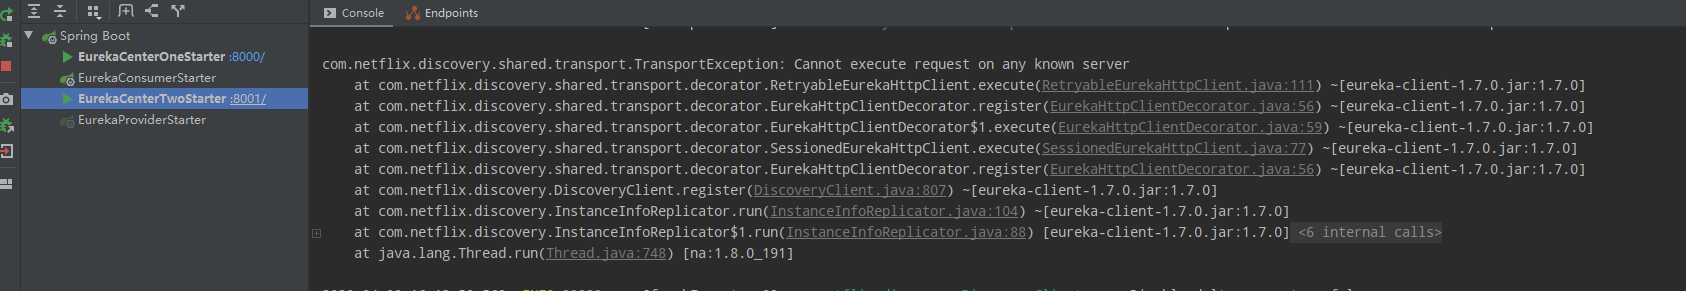 Console
Endpoints
Spring Boot
EurekaCenterOneStarter :8000/
EurekaConsumerStarter
EurekaCenterTwoStarter :8001/
EurekaProviderStarter
com.netflix.discovery.shared.transport.TransportException: Cannot execute request on any known server
at com.netflix.discovery.shared.transport.decorator.RetryableEurekaHttpClient.execute(RetryableEurekaHttpClient.java:111) ~[eureka-client-1.7.0.jar:1.7.0]
at com.netflix.discovery.shared.transport.decorator.EurekaHttpClientDecorator.register(EurekaHttpClientDecorator.java:56) ~[eureka-client-1.7.0.jar:1.7.0]
at com.netflix.discovery.shared.transport.decorator.EurekaHttpClientDecorator$1.execute(EurekaHttpClientDecorator.java:59) ~[eureka-client-1.7.0.jar:1.7.0]
at com.netflix.discovery.shared.transport.decorator.SessionedEurekaHttpClient.execute(SessionedEurekaHttpClient.java:77) ~[eureka-client-1.7.0.jar:1.7.0]
at com.netflix.discovery.shared.transport.decorator.EurekaHttpClientDecorator.register(EurekaHttpClientDecorator.java:56) ~[eureka-client-1.7.0.jar:1.7.0]
at com.netflix.discovery.DiscoveryClient.register(DiscoveryClient.java:807) ~[eureka-client-1.7.0.jar:1.7.0]
at com.netflix.discovery.InstanceInfoReplicator.run(InstanceInfoReplicator.java:104) ~[eureka-client-1.7.0.jar:1.7.0]
at com.netflix.discovery.InstanceInfoReplicator$1.run(InstanceInfoReplicator.java:88) [eureka-client-1.7.0.jar:1.7.0] <6 internal calls>
at java.lang.Thread.run(Thread.java:748) [na:1.8.0_191]